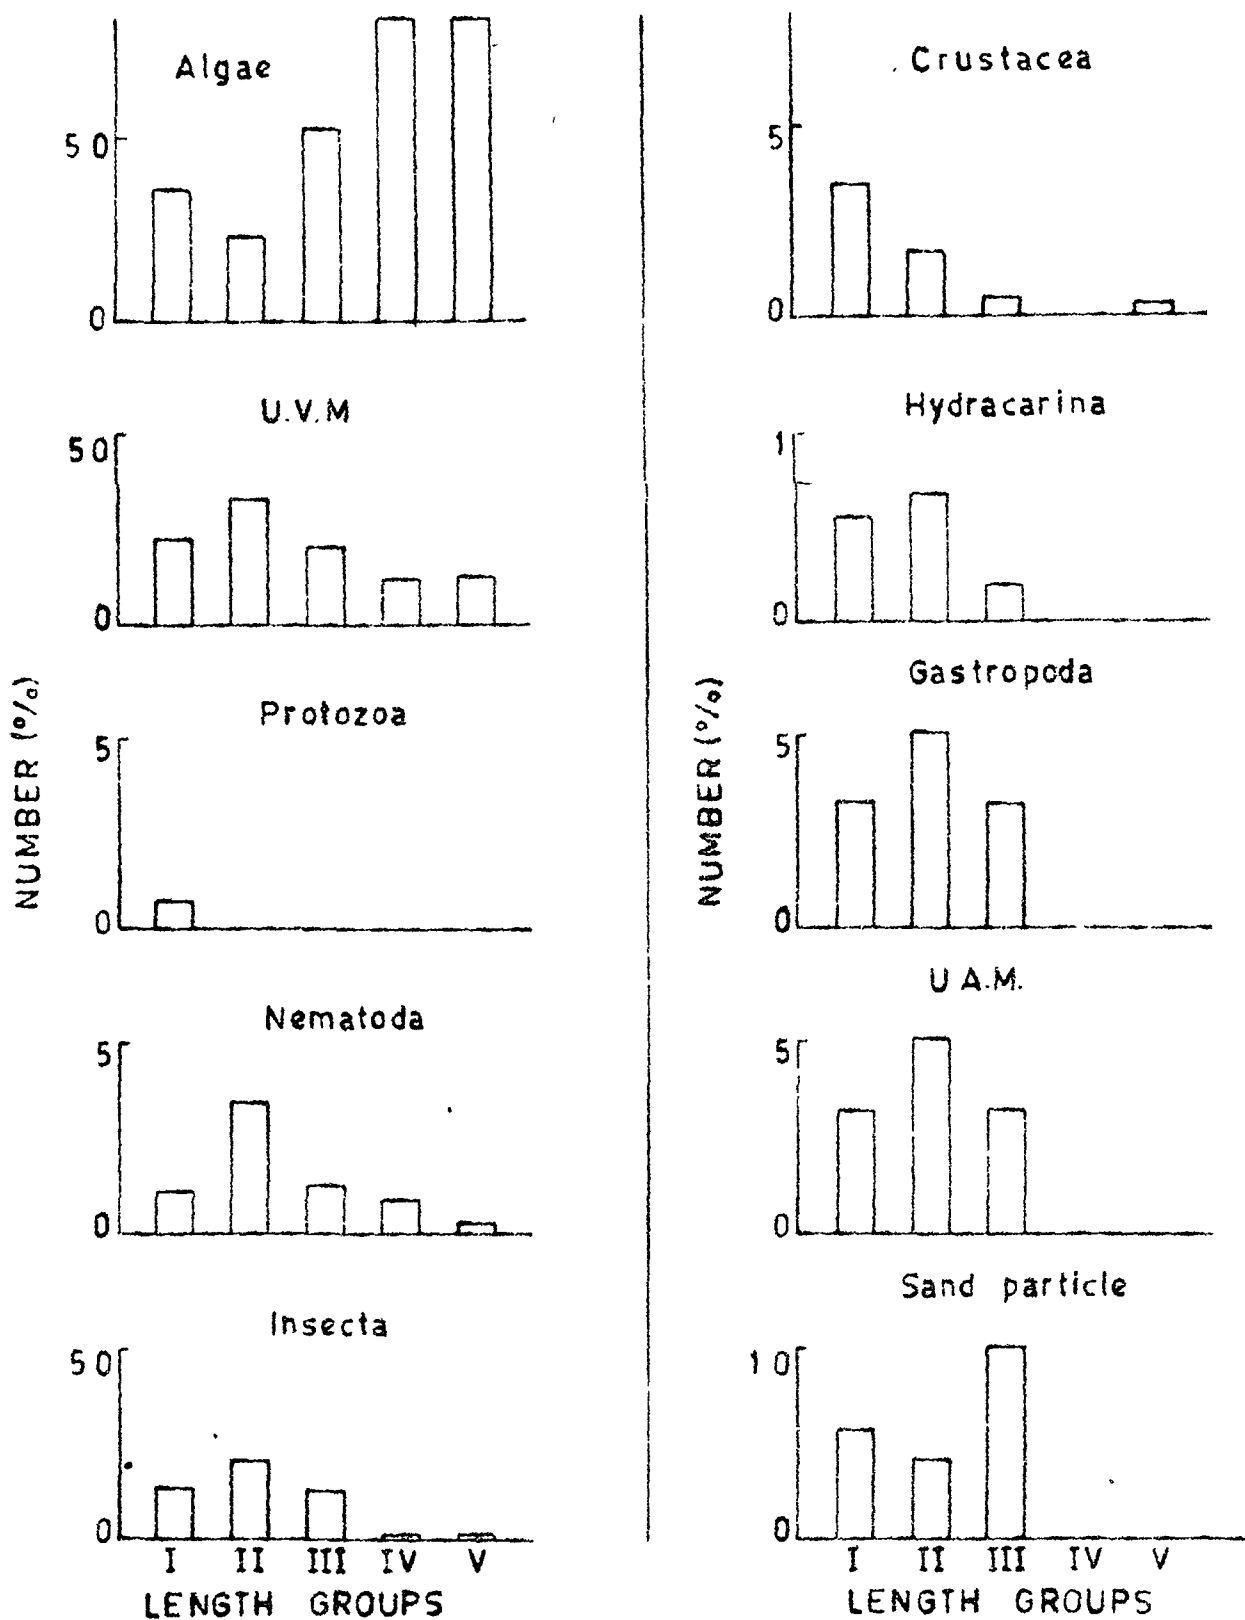 Algae
50
0
U.V.M
50
0
Protozoa
5
0
Nematoda
5
0
Insecta
50
0
I II III IV V
LENGTH GROUPS
NUMBER (%)
Crustacea
5
0
Hydracarina
1
0
Gastropoda
5
0
U A.M.
5
0
Sand particle
10
0
I II III IV V
LENGTH GROUPS
NUMBER (%)